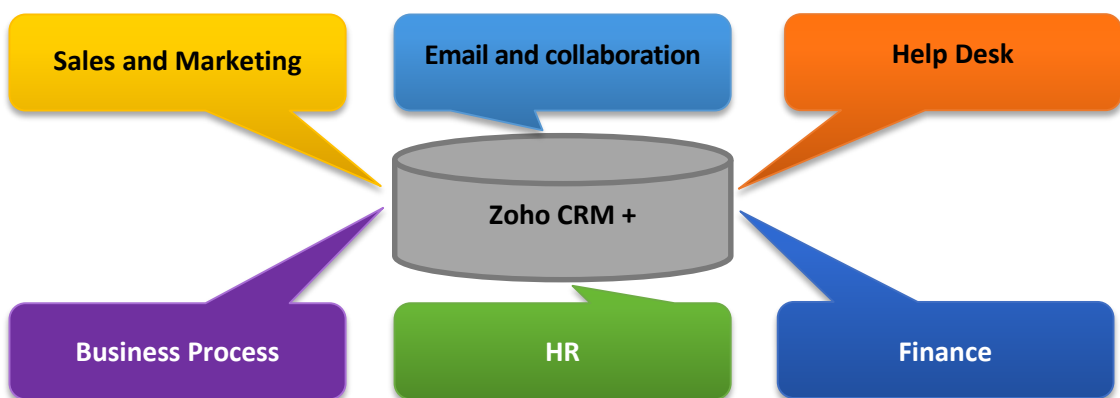 Sales and Marketing
Email and collaboration
Help Desk
Zoho CRM +
Business Process
HR
Finance